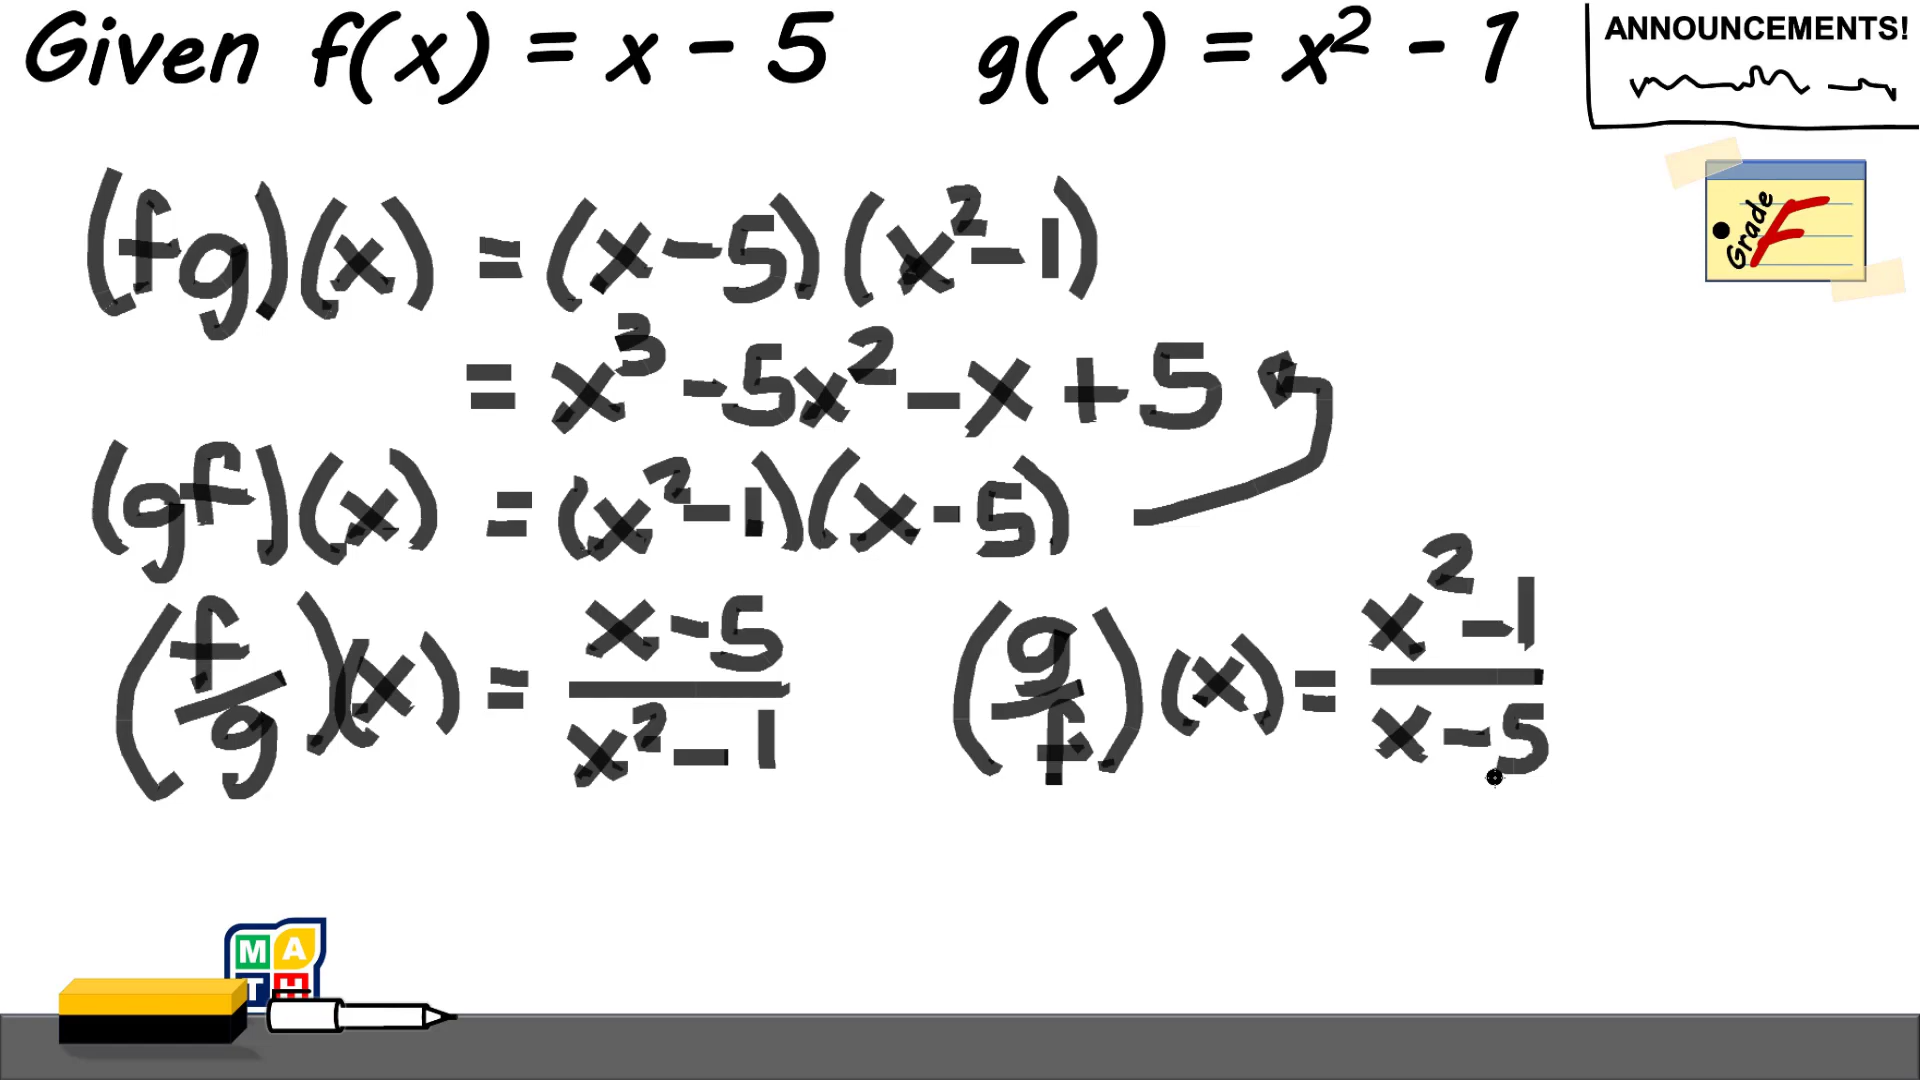 Given f(x) = x - 5 g(x) = x² - 1
ANNOUNCEMENTS!
Grade F
(fg)(x) = (x-5)(x²-1)
= x³ -5x² - x + 5
(gf)(x) = (x²-1)(x-5)
(f/g)(x) = x-5 / x²-1
(g/f)(x) = x²-1 / x-5
MATH